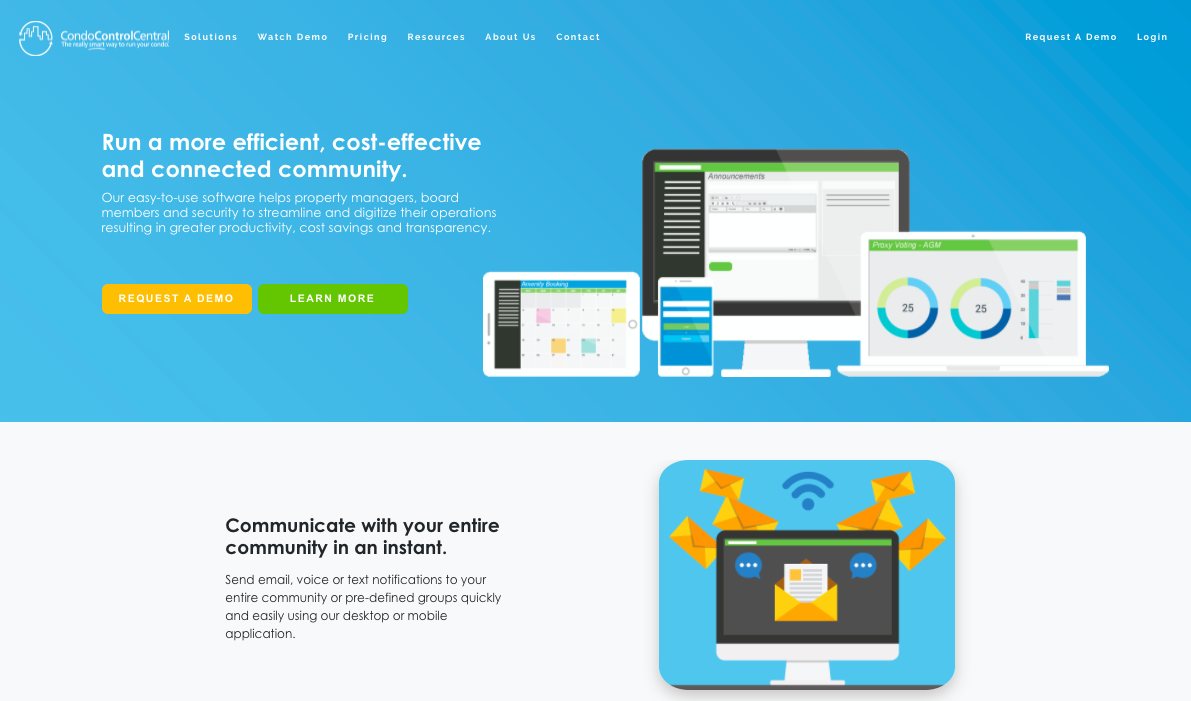 CondoControlCentral
The really smart way to run your condo.
Solutions
Watch Demo
Pricing
Resources
About Us
Contact
Request A Demo
Login
Run a more efficient, cost-effective
and connected community.
Our easy-to-use software helps property managers, board
members and security to streamline and digitize their operations
resulting in greater productivity, cost savings and transparency.
REQUEST A DEMO
LEARN MORE
Announcements
Proxy Voting - AGM
25
25
Amenity Booking
Communicate with your entire
community in an instant.
Send email, voice or text notifications to your
entire community or pre-defined groups quickly
and easily using our desktop or mobile
application.